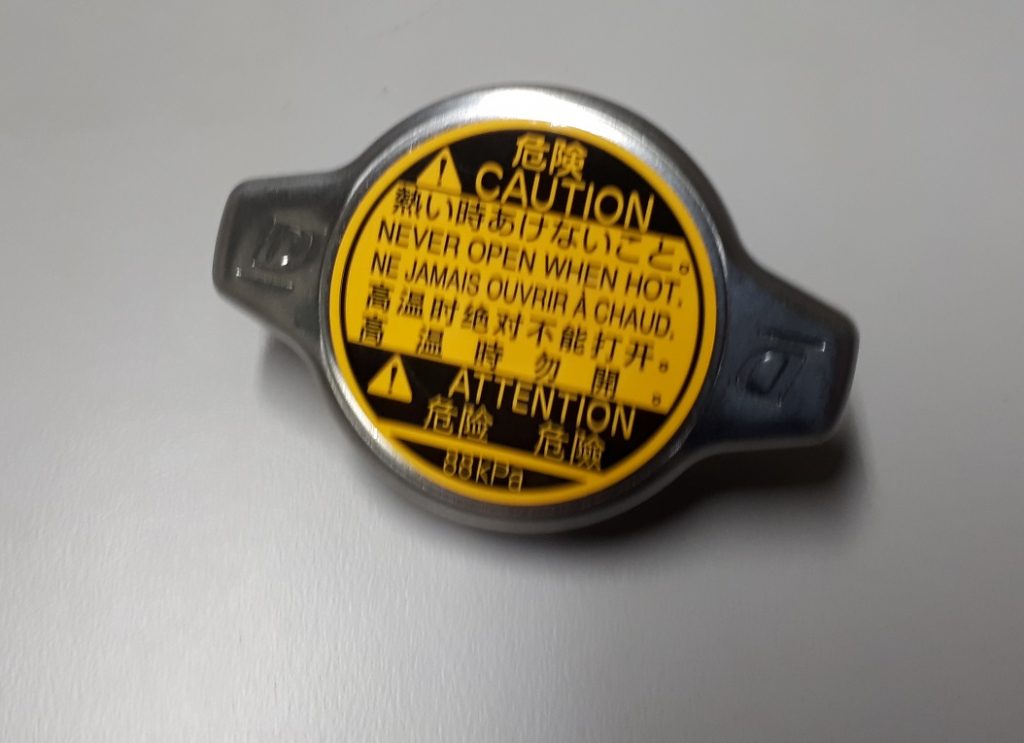 危険
CAUTION
熱い時あけないこと。
NEVER OPEN WHEN HOT.
NE JAMAIS OUVRIR À CHAUD.
高温时绝对不能打开。
高温時勿開。
ATTENTION
危险 危險
88kPa